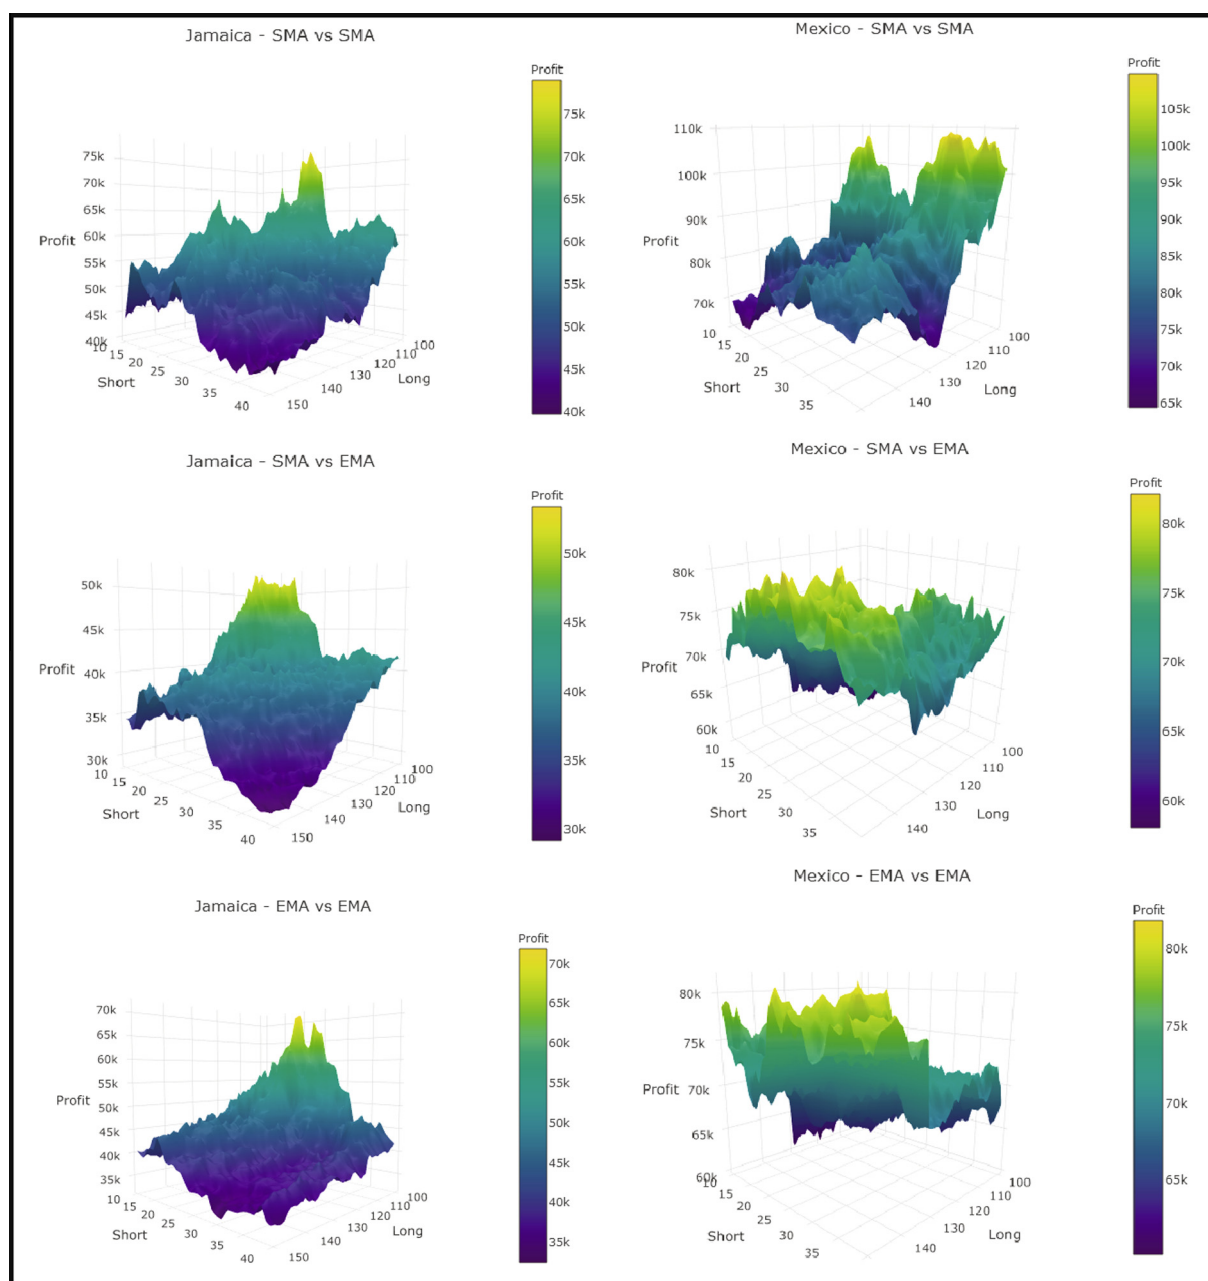 Jamaica - SMA vs SMA
Profit
75k
70k
65k
60k
55k
50k
45k
40k
75k
70k
65k
60k
55k
50k
45k
40k
Profit
10
15
20
25
30
35
40
Short
150
140
130
120
110
100
Long
Mexico - SMA vs SMA
Profit
105k
100k
95k
90k
85k
80k
75k
70k
65k
110k
100k
90k
80k
70k
Profit
10
15
20
25
30
35
Short
140
130
120
110
100
Long
Jamaica - SMA vs EMA
Profit
50k
45k
40k
35k
30k
50k
45k
40k
35k
30k
Profit
10
15
20
25
30
35
40
Short
150
140
130
120
110
100
Long
Mexico - SMA vs EMA
Profit
80k
75k
70k
65k
60k
80k
75k
70k
65k
60k
Profit
10
15
20
25
30
35
Short
140
130
120
110
100
Long
Jamaica - EMA vs EMA
Profit
70k
65k
60k
55k
50k
45k
40k
35k
70k
65k
60k
55k
50k
45k
40k
35k
Profit
10
15
20
25
30
35
40
Short
150
140
130
120
110
100
Long
Mexico - EMA vs EMA
Profit
80k
75k
70k
65k
80k
75k
70k
65k
60k
Profit
10
15
20
25
30
35
Short
140
130
120
110
100
Long